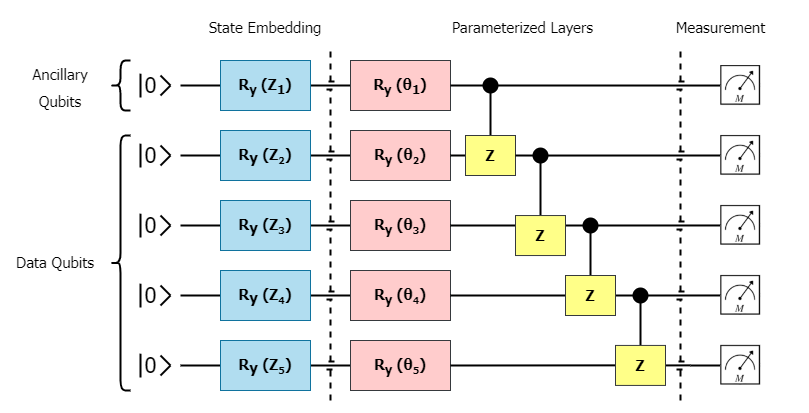 State Embedding
Parameterized Layers
Measurement
Ancillary
Qubits
|0> Ry (Z1) Ry (θ1) M
|0> Ry (Z2) Ry (θ2) Z M
Data Qubits
|0> Ry (Z3) Ry (θ3) Z M
|0> Ry (Z4) Ry (θ4) Z M
|0> Ry (Z5) Ry (θ5) Z M